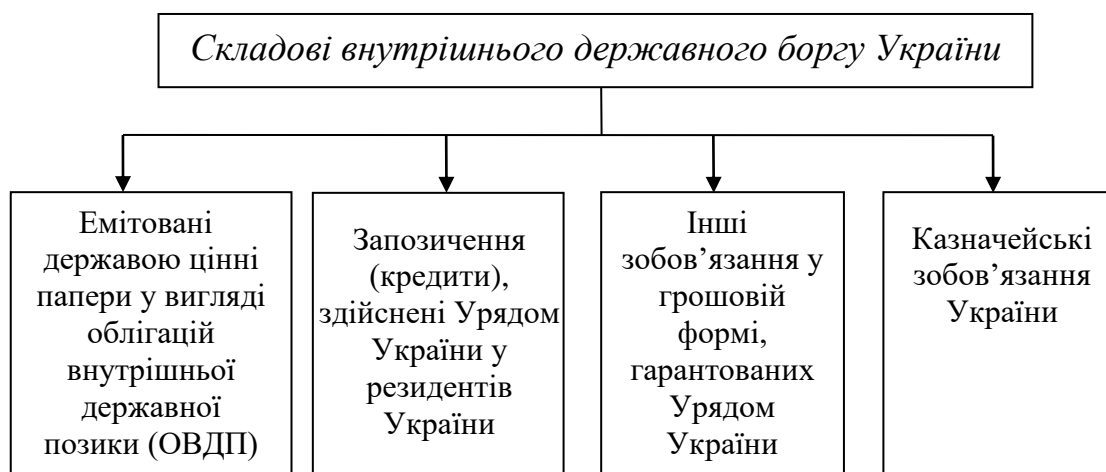 Складові внутрішнього державного боргу України
Емітовані
державою цінні
папери у вигляді
облігацій
внутрішньої
державної
позики (ОВДП)
Запозичення
(кредити),
здійснені Урядом
України у
резидентів
України
Інші
зобов’язання у
грошовій
формі,
гарантованих
Урядом
України
Казначейські
зобов’язання
України